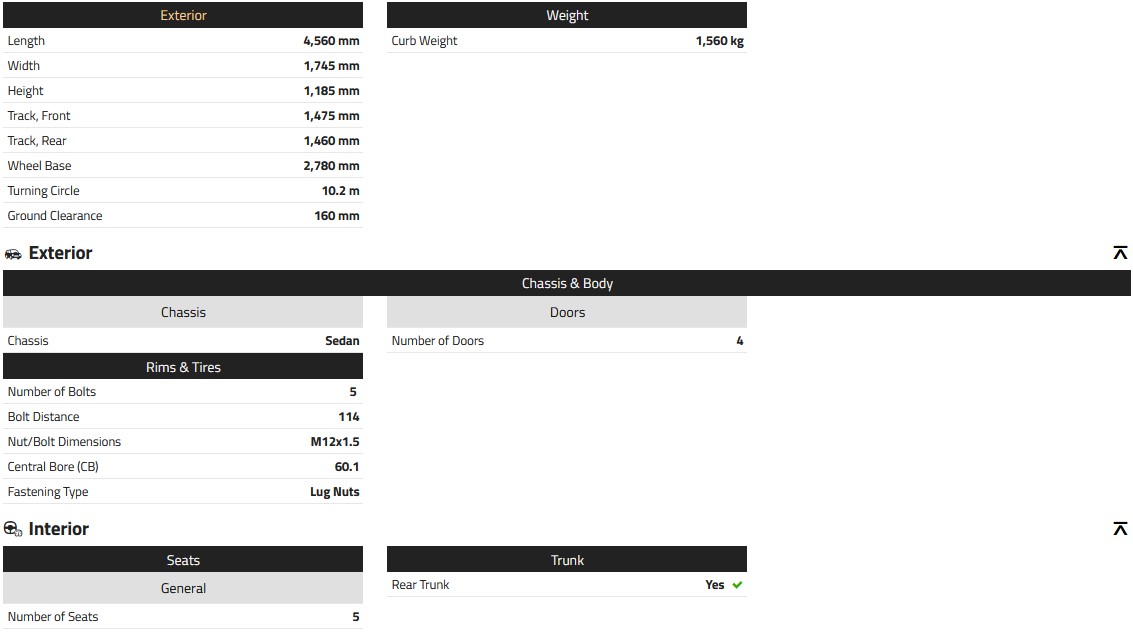 Exterior
Length 4,560 mm
Width 1,745 mm
Height 1,185 mm
Track, Front 1,475 mm
Track, Rear 1,460 mm
Wheel Base 2,780 mm
Turning Circle 10.2 m
Ground Clearance 160 mm
Weight
Curb Weight 1,560 kg
Exterior
Chassis & Body
Chassis
Chassis Sedan
Doors
Number of Doors 4
Rims & Tires
Number of Bolts 5
Bolt Distance 114
Nut/Bolt Dimensions M12x1.5
Central Bore (CB) 60.1
Fastening Type Lug Nuts
Interior
Seats
General
Number of Seats 5
Trunk
Rear Trunk Yes